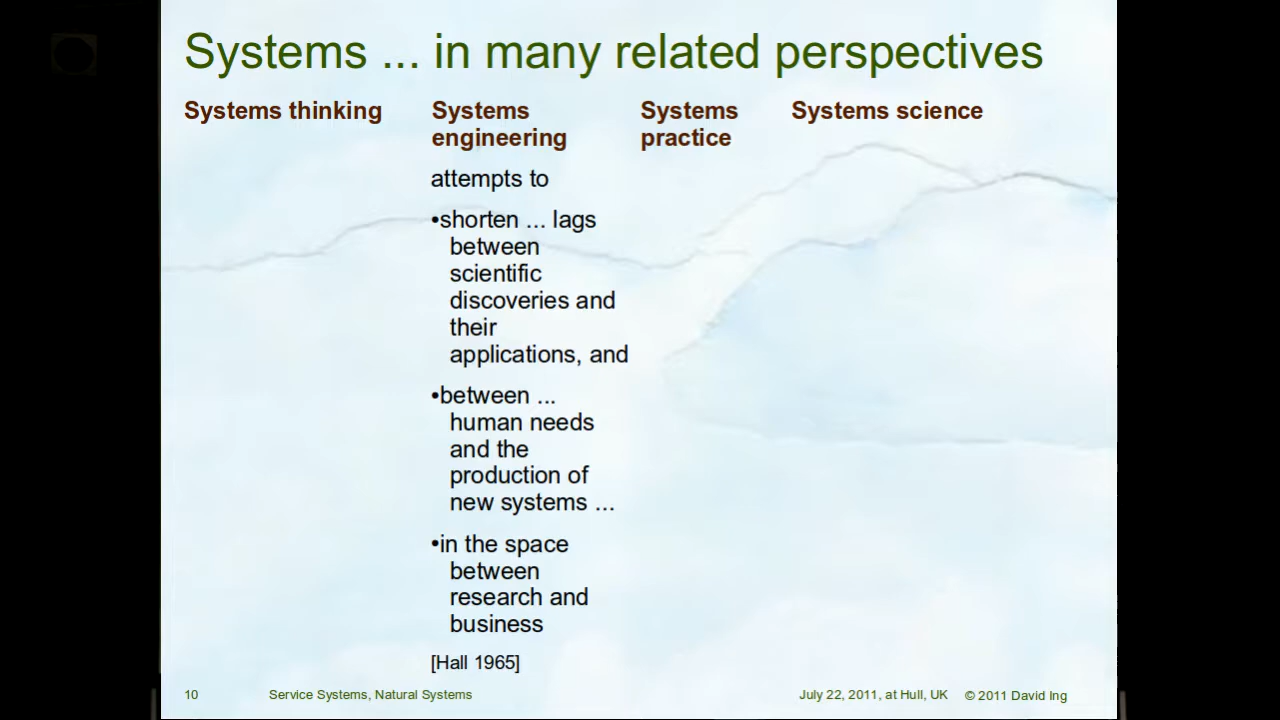 Systems ... in many related perspectives
Systems thinking
Systems
engineering
attempts to
•shorten ... lags
between
scientific
discoveries and
their
applications, and
•between ...
human needs
and the
production of
new systems ...
•in the space
between
research and
business
[Hall 1965]
Systems
practice
Systems science
10
Service Systems, Natural Systems
July 22, 2011, at Hull, UK
© 2011 David Ing